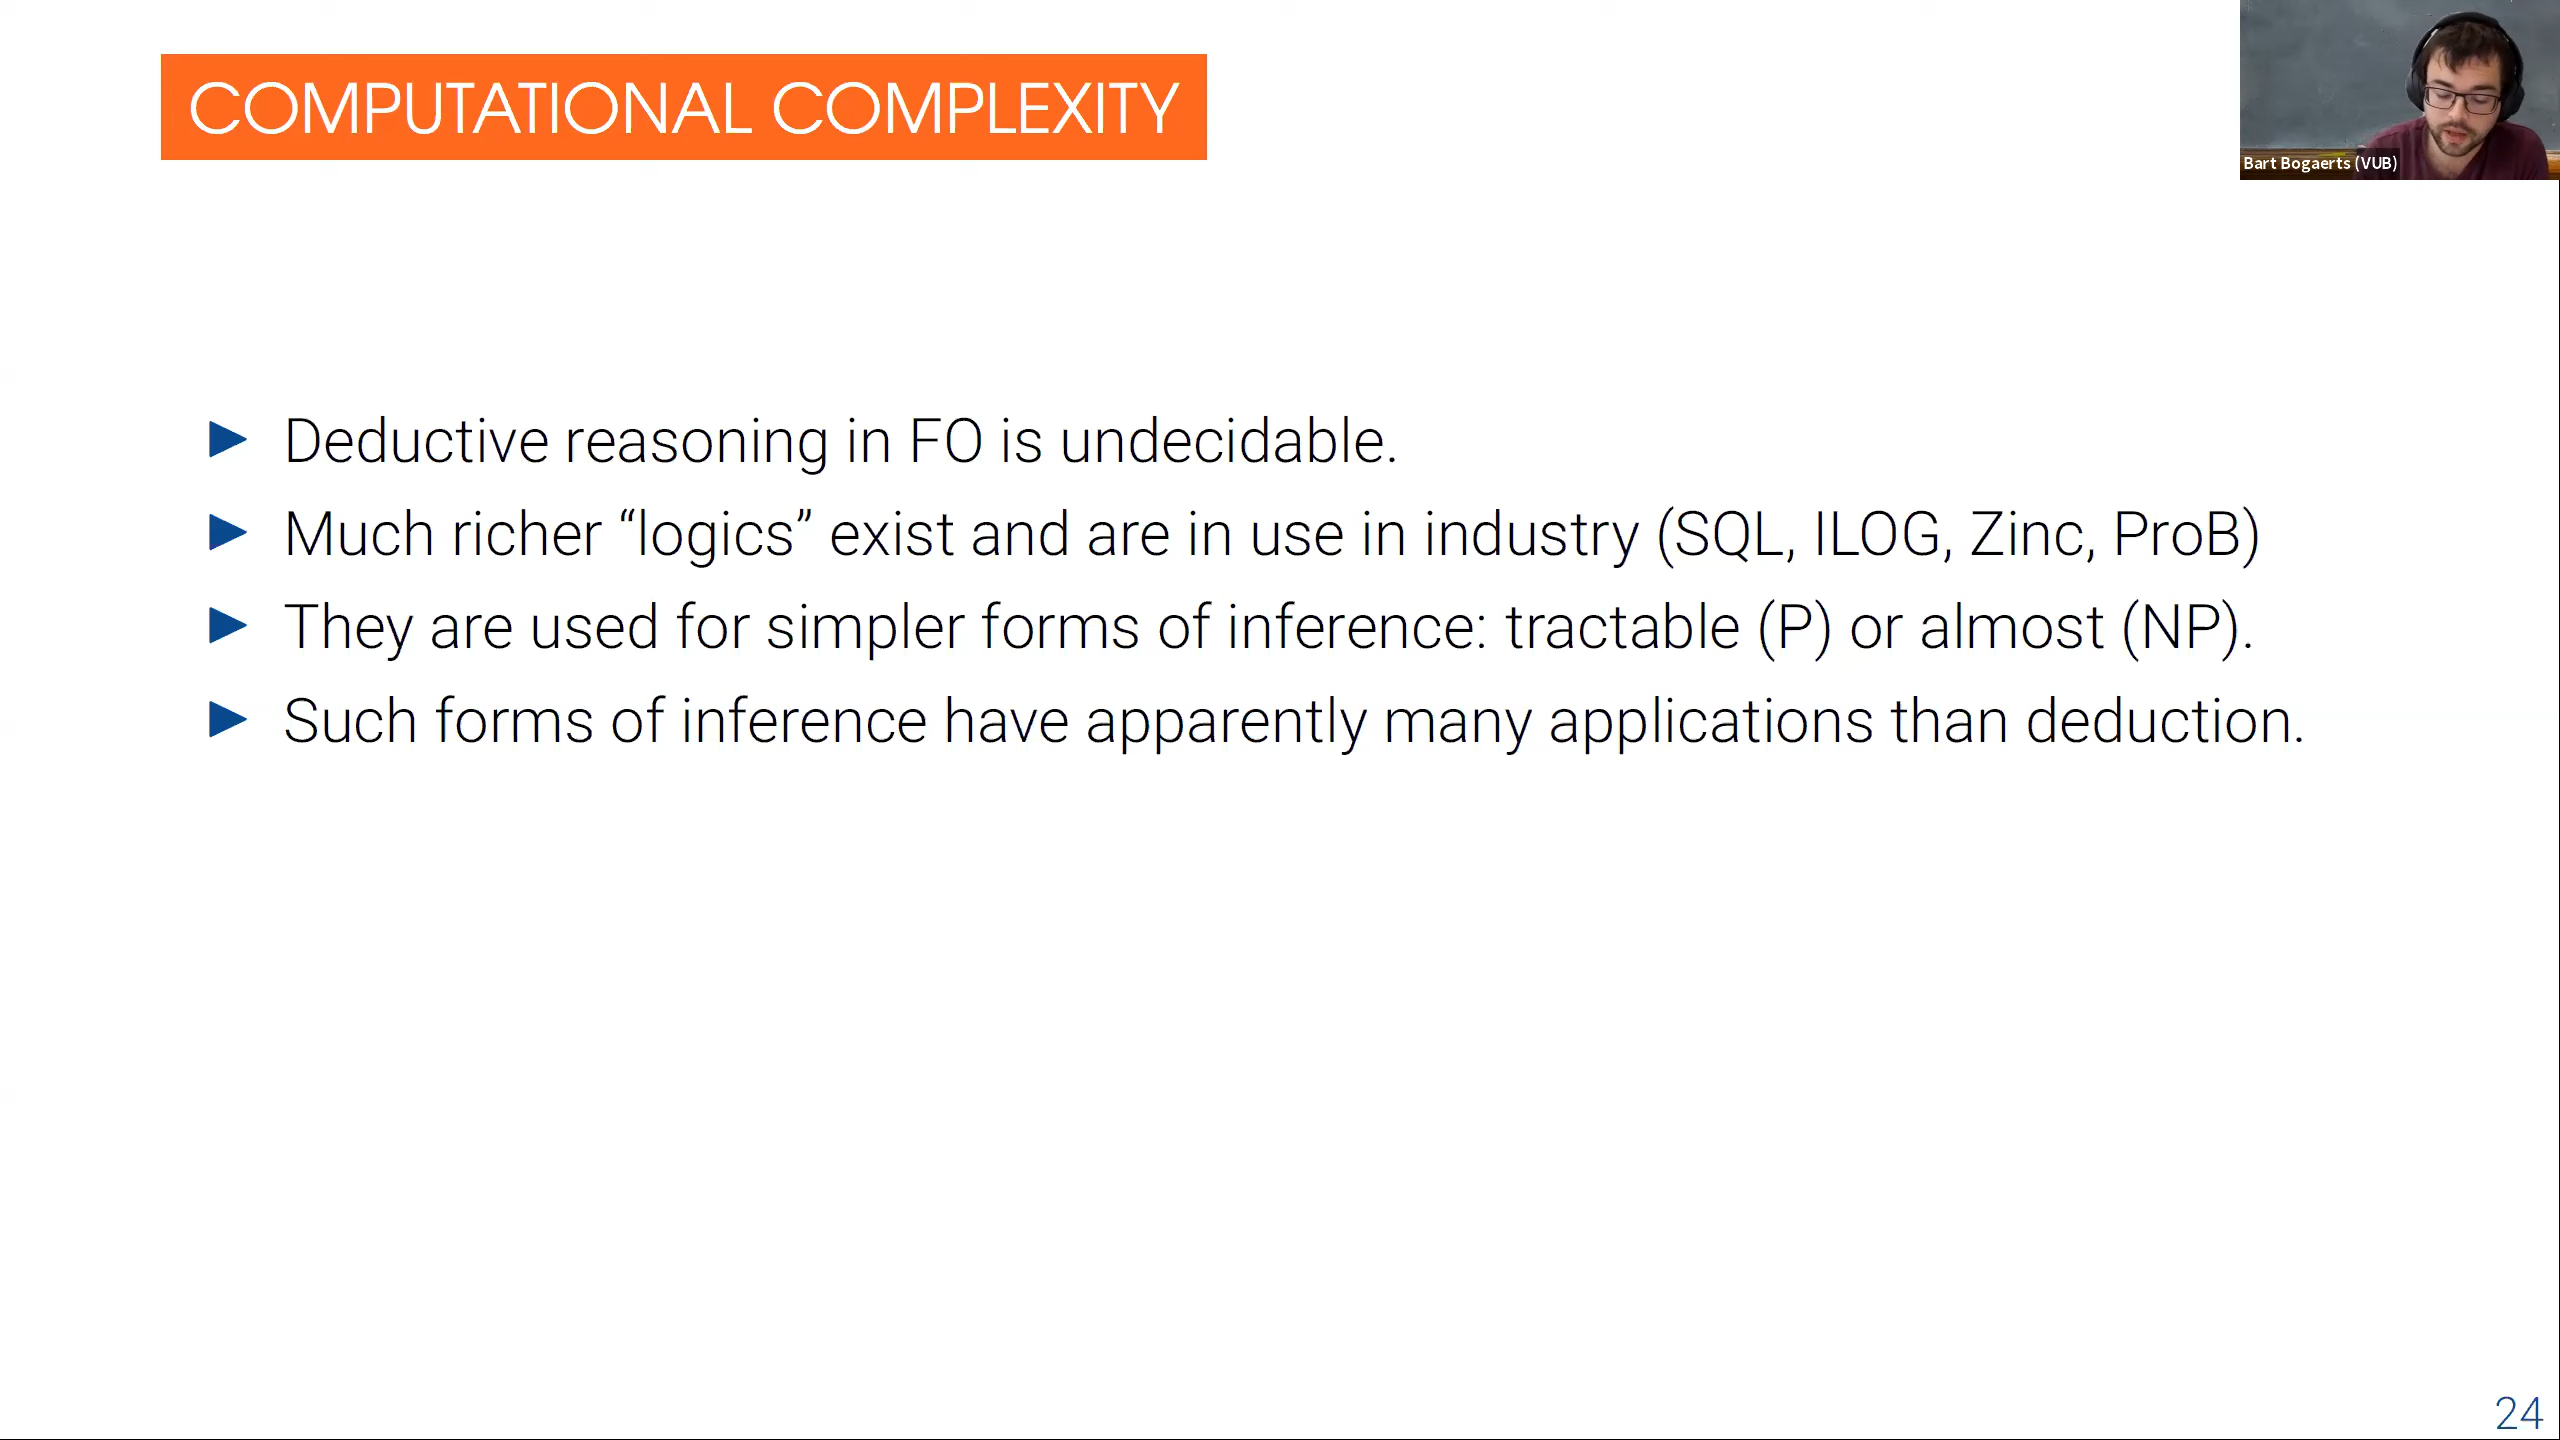 COMPUTATIONAL COMPLEXITY
Bart Bogaerts (VUB)
► Deductive reasoning in FO is undecidable.
► Much richer “logics” exist and are in use in industry (SQL, ILOG, Zinc, ProB)
► They are used for simpler forms of inference: tractable (P) or almost (NP).
► Such forms of inference have apparently many applications than deduction.
24